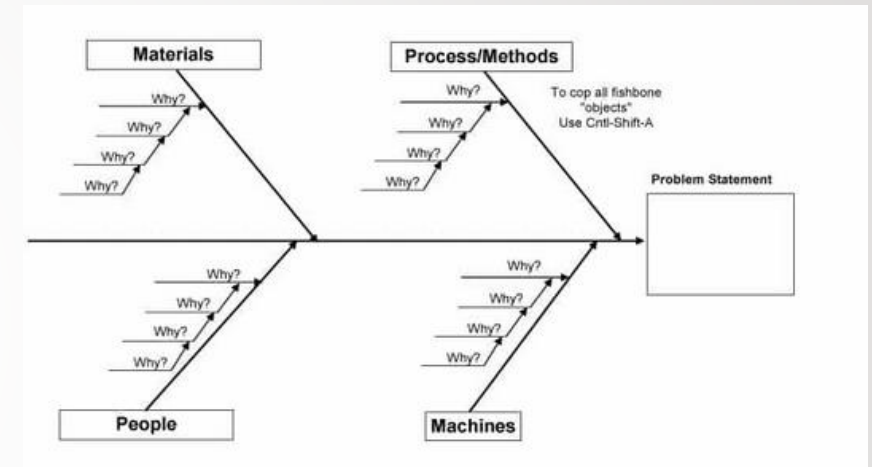 Materials
Process/Methods
Why?
Why?
Why?
Why?
Why?
Why?
Why?
Why?
To cop all fishbone
"objects"
Use Cntl-Shift-A
Problem Statement
Why?
Why?
Why?
Why?
Why?
Why?
Why?
Why?
People
Machines